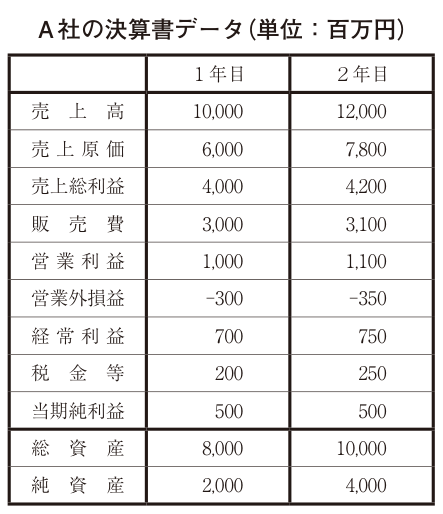 A社の決算書データ(単位:百万円)
1年目 2年目
売上高 10,000 12,000
売上原価 6,000 7,800
売上総利益 4,000 4,200
販売費 3,000 3,100
営業利益 1,000 1,100
営業外損益 -300 -350
経常利益 700 750
税金等 200 250
当期純利益 500 500
総資産 8,000 10,000
純資産 2,000 4,000